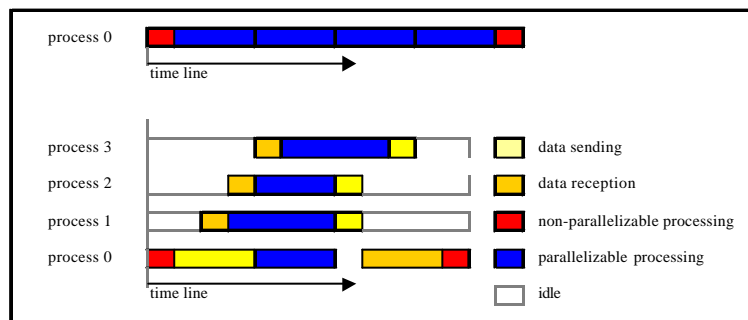 process 0
time line
process 3
data sending
process 2
data reception
process 1
non-parallelizable processing
process 0
parallelizable processing
time line
idle